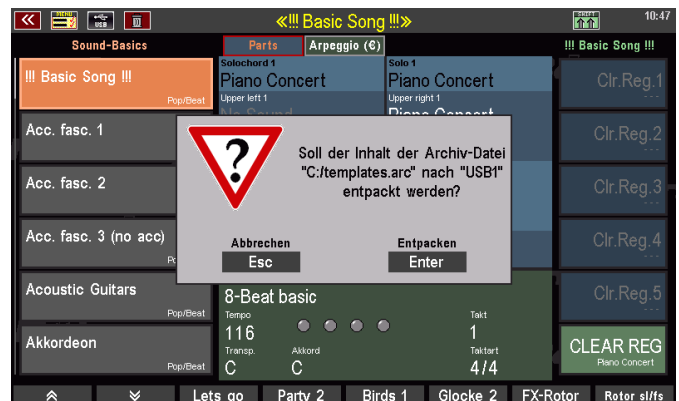 MENU
USB
«!!! Basic Song !!!»
SHIFT
10:47
Sound-Basics
Parts
Arpeggio (€)
!!! Basic Song !!!
!!! Basic Song !!!
Pop/Beat
Solochord 1
Piano Concert
Solo 1
Piano Concert
Upper left 1
No Sound
Upper right 1
Piano Concert
Clr.Reg.1
---
Acc. fasc. 1
Clr.Reg.2
---
Acc. fasc. 2
Clr.Reg.3
---
Acc. fasc. 3 (no acc)
Clr.Reg.4
---
Soll der Inhalt der Archiv-Datei
"C:/templates.arc" nach "USB1"
entpackt werden?
Abbrechen
Esc
Entpacken
Enter
Acoustic Guitars
Pop/Beat
Clr.Reg.5
---
Akkordeon
Pop/Beat
8-Beat basic
Tempo
116
Takt
1
Transp.
C
Akkord
C
Taktart
4/4
CLEAR REG
Piano Concert
Lets go
Party 2
Birds 1
Glocke 2
FX-Rotor
Rotor sl/fs